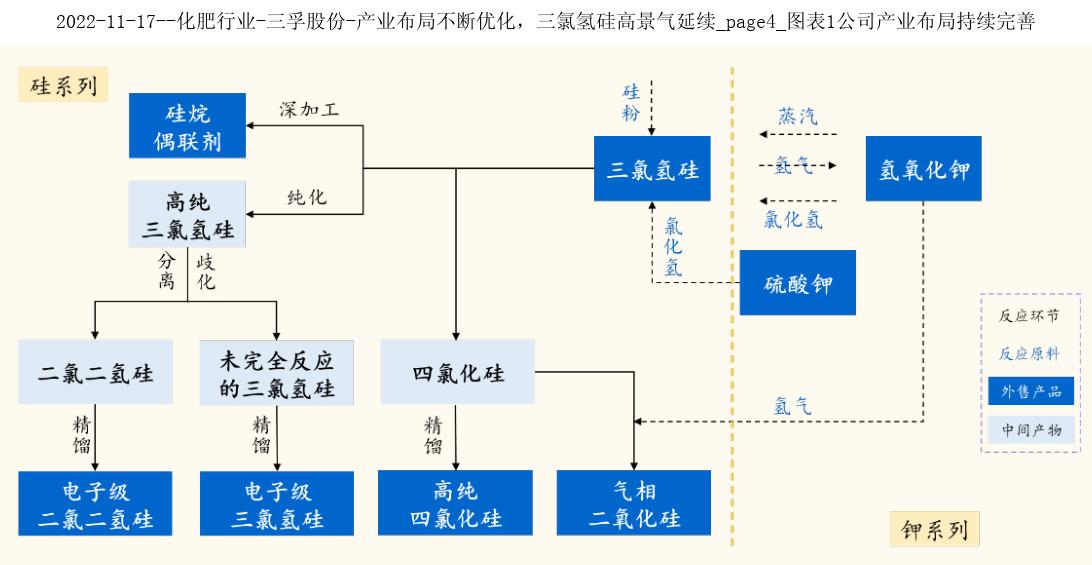 2022-11-17--化肥行业-三孚股份-产业布局不断优化，三氯氢硅高景气延续_page4_图表1公司产业布局持续完善
硅系列
硅烷
偶联剂
深加工
硅
粉
三氯氢硅
蒸汽
氢气
氯化氢
氢氧化钾
高纯
三氯氢硅
纯化
分
离
歧
化
氯
化
氢
硫酸钾
二氯二氢硅
未完全反应
的三氯氢硅
四氯化硅
氢气
反应环节
反应原料
外售产品
中间产物
精
馏
精
馏
精
馏
电子级
二氯二氢硅
电子级
三氯氢硅
高纯
四氯化硅
气相
二氧化硅
钾系列